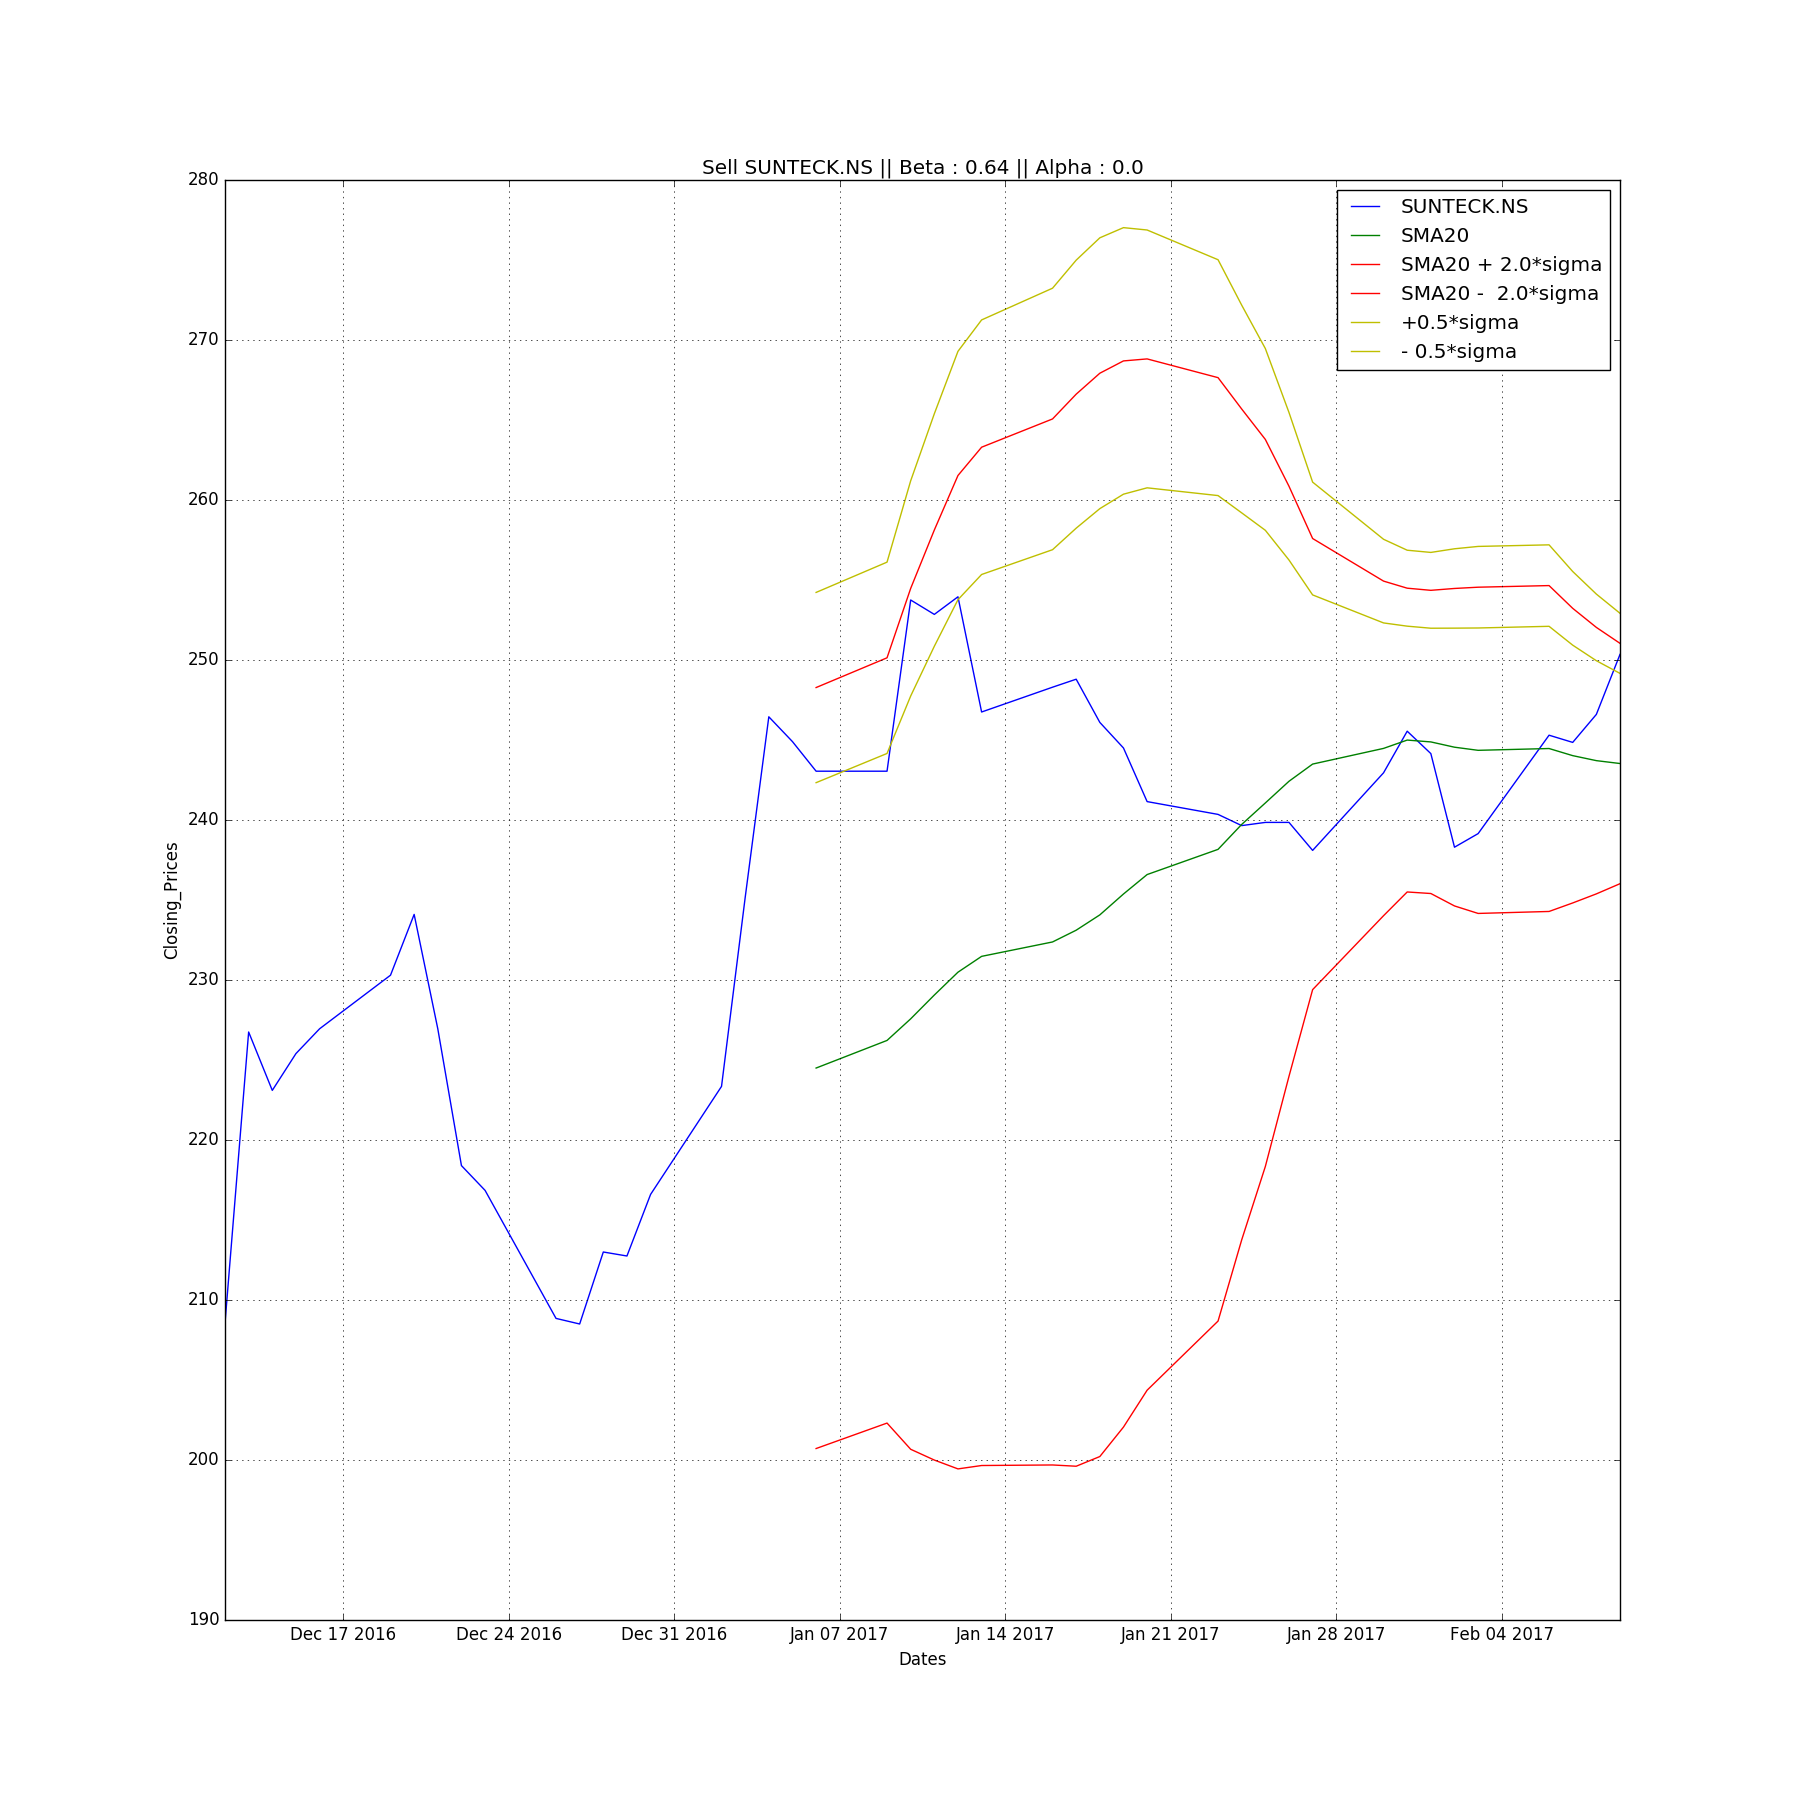 Sell SUNTECK.NS || Beta : 0.64 || Alpha : 0.0
280
270
260
250
240
230
220
210
200
190
Closing_Prices
SUNTECK.NS
SMA20
SMA20 + 2.0*sigma
SMA20 -  2.0*sigma
+0.5*sigma
- 0.5*sigma
Dec 17 2016 Dec 24 2016 Dec 31 2016 Jan 07 2017 Jan 14 2017 Jan 21 2017 Jan 28 2017 Feb 04 2017
Dates